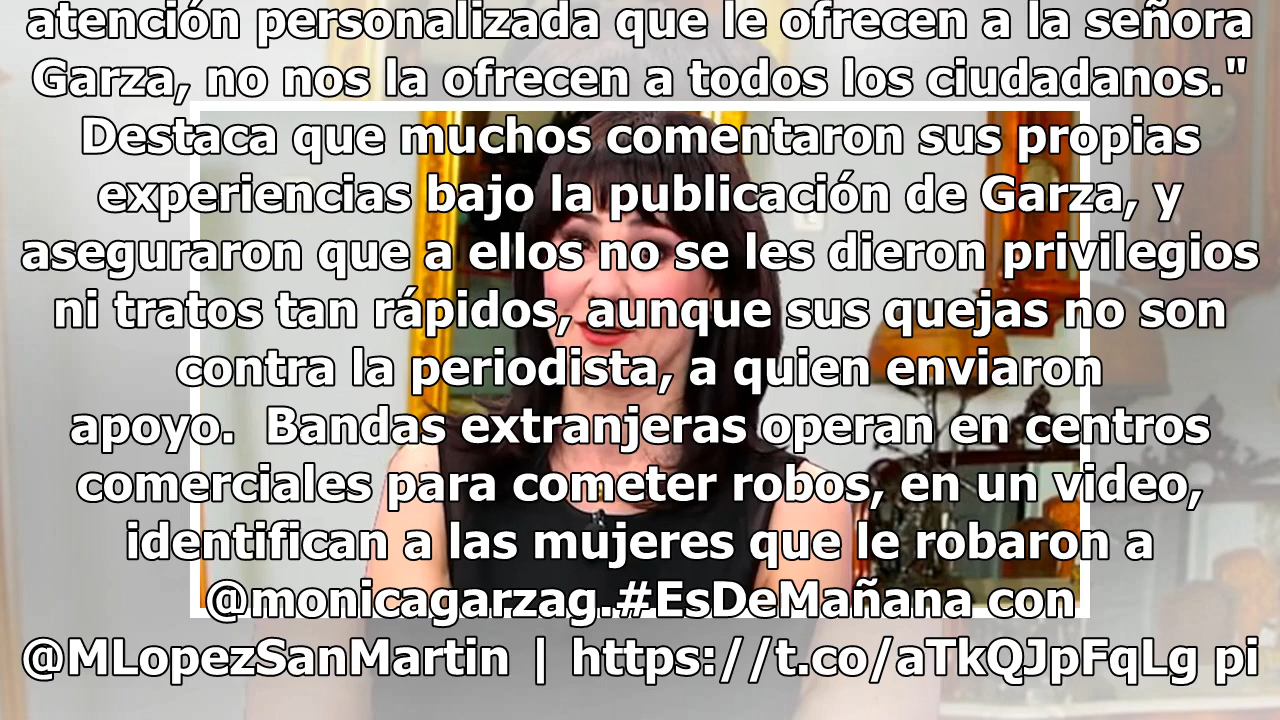 atención personalizada que le ofrecen a la señora
Garza, no nos la ofrecen a todos los ciudadanos."
Destaca que muchos comentaron sus propias
experiencias bajo la publicación de Garza, y
aseguraron que a ellos no se les dieron privilegios
ni tratos tan rápidos, aunque sus quejas no son
contra la periodista, a quien enviaron
apoyo.  Bandas extranjeras operan en centros
comerciales para cometer robos, en un video,
identifican a las mujeres que le robaron a
@monicagarzag.#EsDeMañana con
@MLopezSanMartin | https://t.co/aTkQJpFqLg pi